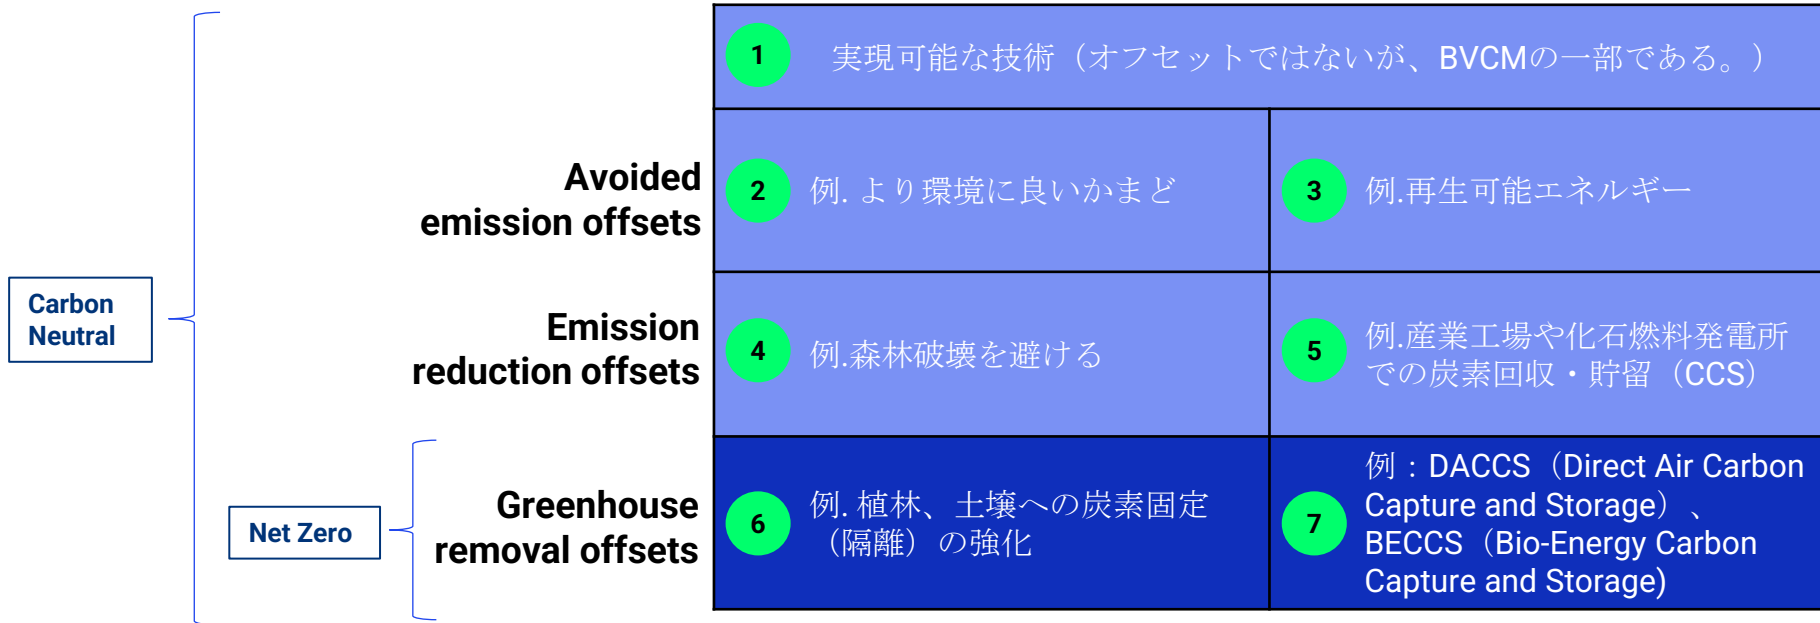 1
実現可能な技術（オフセットではないが、BVCMの一部である。）
Avoided
emission offsets
2
例. より環境に良いかまど
3
例.再生可能エネルギー
Carbon
Neutral
Emission
reduction offsets
4
例.森林破壊を避ける
5
例.産業工場や化石燃料発電所
での炭素回収・貯留（CCS）
Net Zero
Greenhouse
removal offsets
6
例. 植林、土壌への炭素固定
（隔離）の強化
7
例：DACCS（Direct Air Carbon
Capture and Storage）、
BECCS（Bio-Energy Carbon
Capture and Storage)